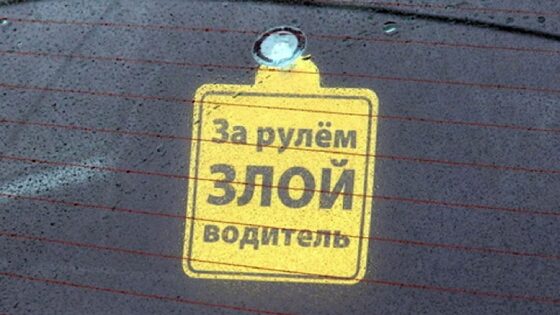 За рулём
ЗЛОЙ
водитель